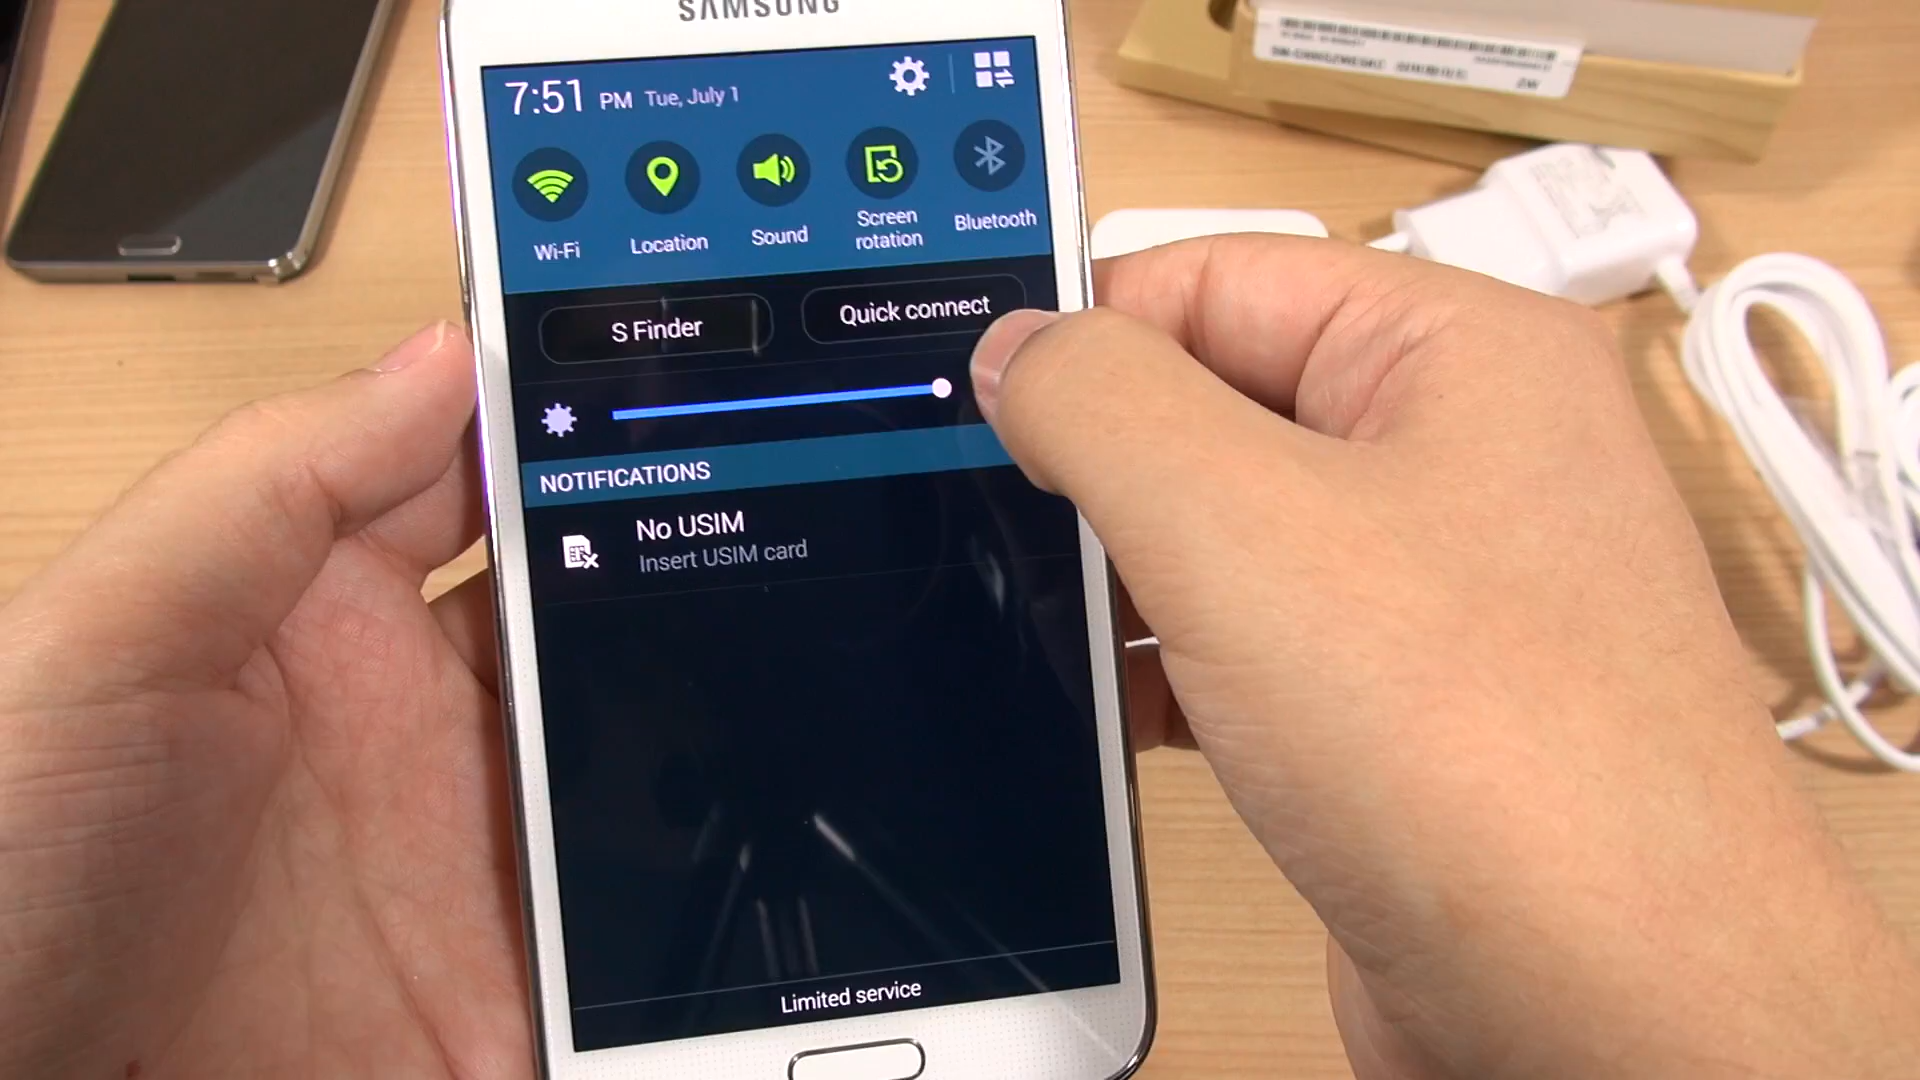 SAMSUNG
7:51 PM Tue, July 1
Wi-Fi
Location
Sound
Screen
rotation
Bluetooth
S Finder
Quick connect
NOTIFICATIONS
No USIM
Insert USIM card
Limited service
ZW